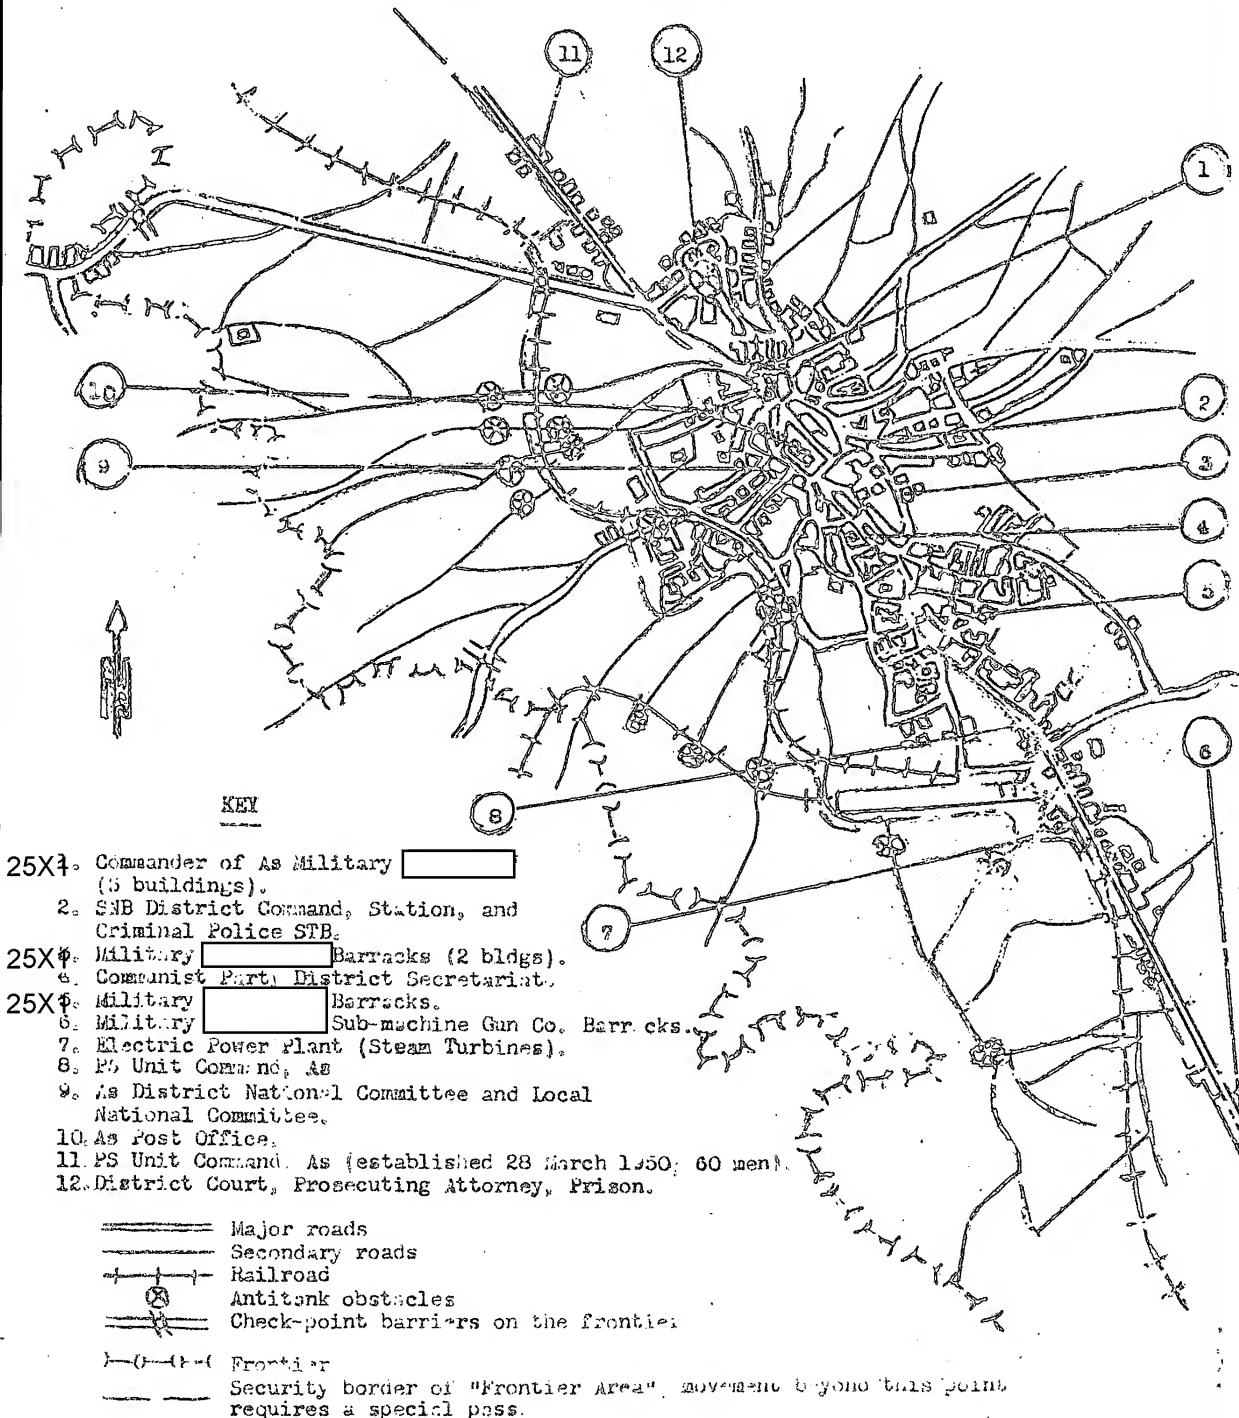 11
12
1
2
3
4
5
6
7
8
9
10
KEY
25X1. Commander of As Military
(5 buildings).
2. SNB District Command, Station, and
Criminal Police STB.
25X1 Military Barracks (2 bldgs).
4. Communist Party District Secretariat.
25X1 5. Military Barracks.
6. Military Sub-machine Gun Co. Barracks.
7. Electric Power Plant (Steam Turbines).
8. PS Unit Command, As
9. As District National Committee and Local
National Committee.
10. As Post Office.
11. PS Unit Command. As (established 28 March 1950; 60 men).
12. District Court, Prosecuting Attorney, Prison.
Major roads
Secondary roads
Railroad
Antitank obstacles
Check-point barriers on the frontier
Frontier
Security border of "Frontier Area", movement beyond this point
requires a special pass.